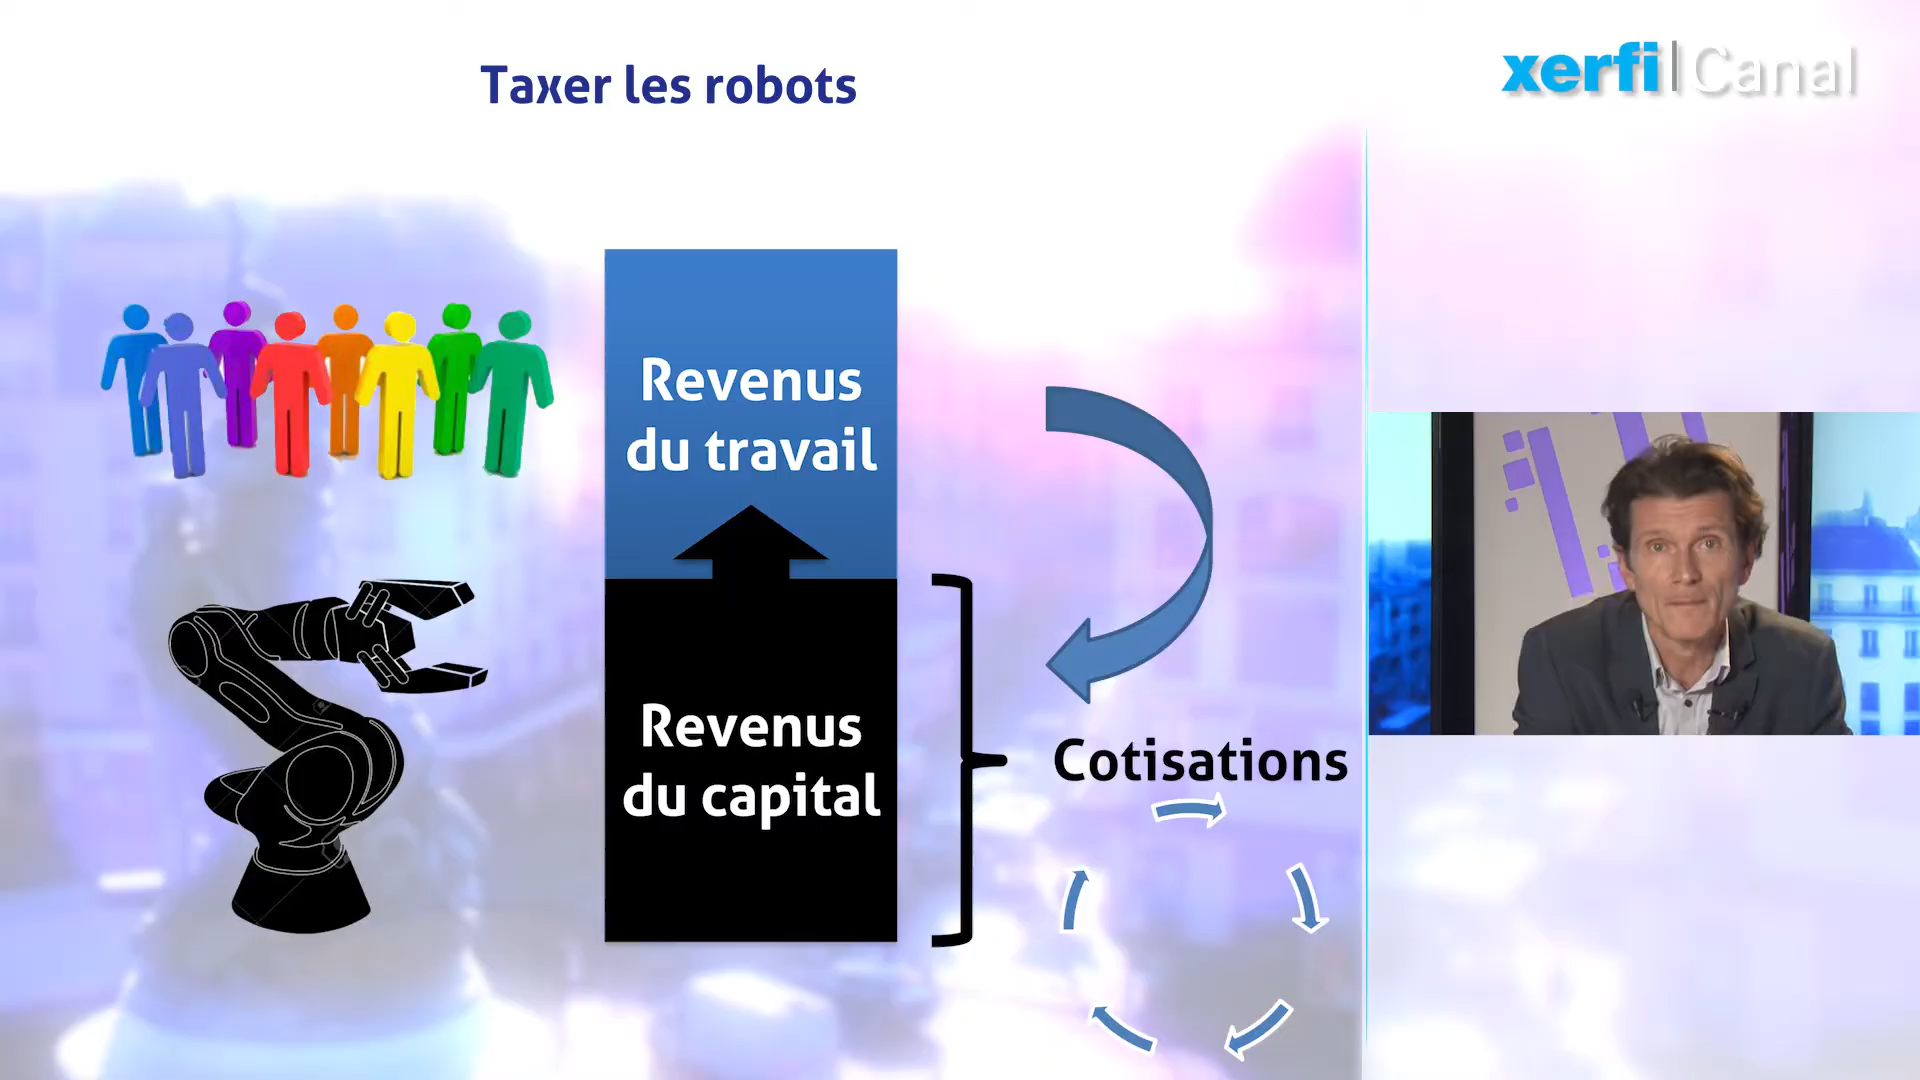 Taxer les robots
xerfi Canal
Revenus
du travail
Revenus
du capital
Cotisations